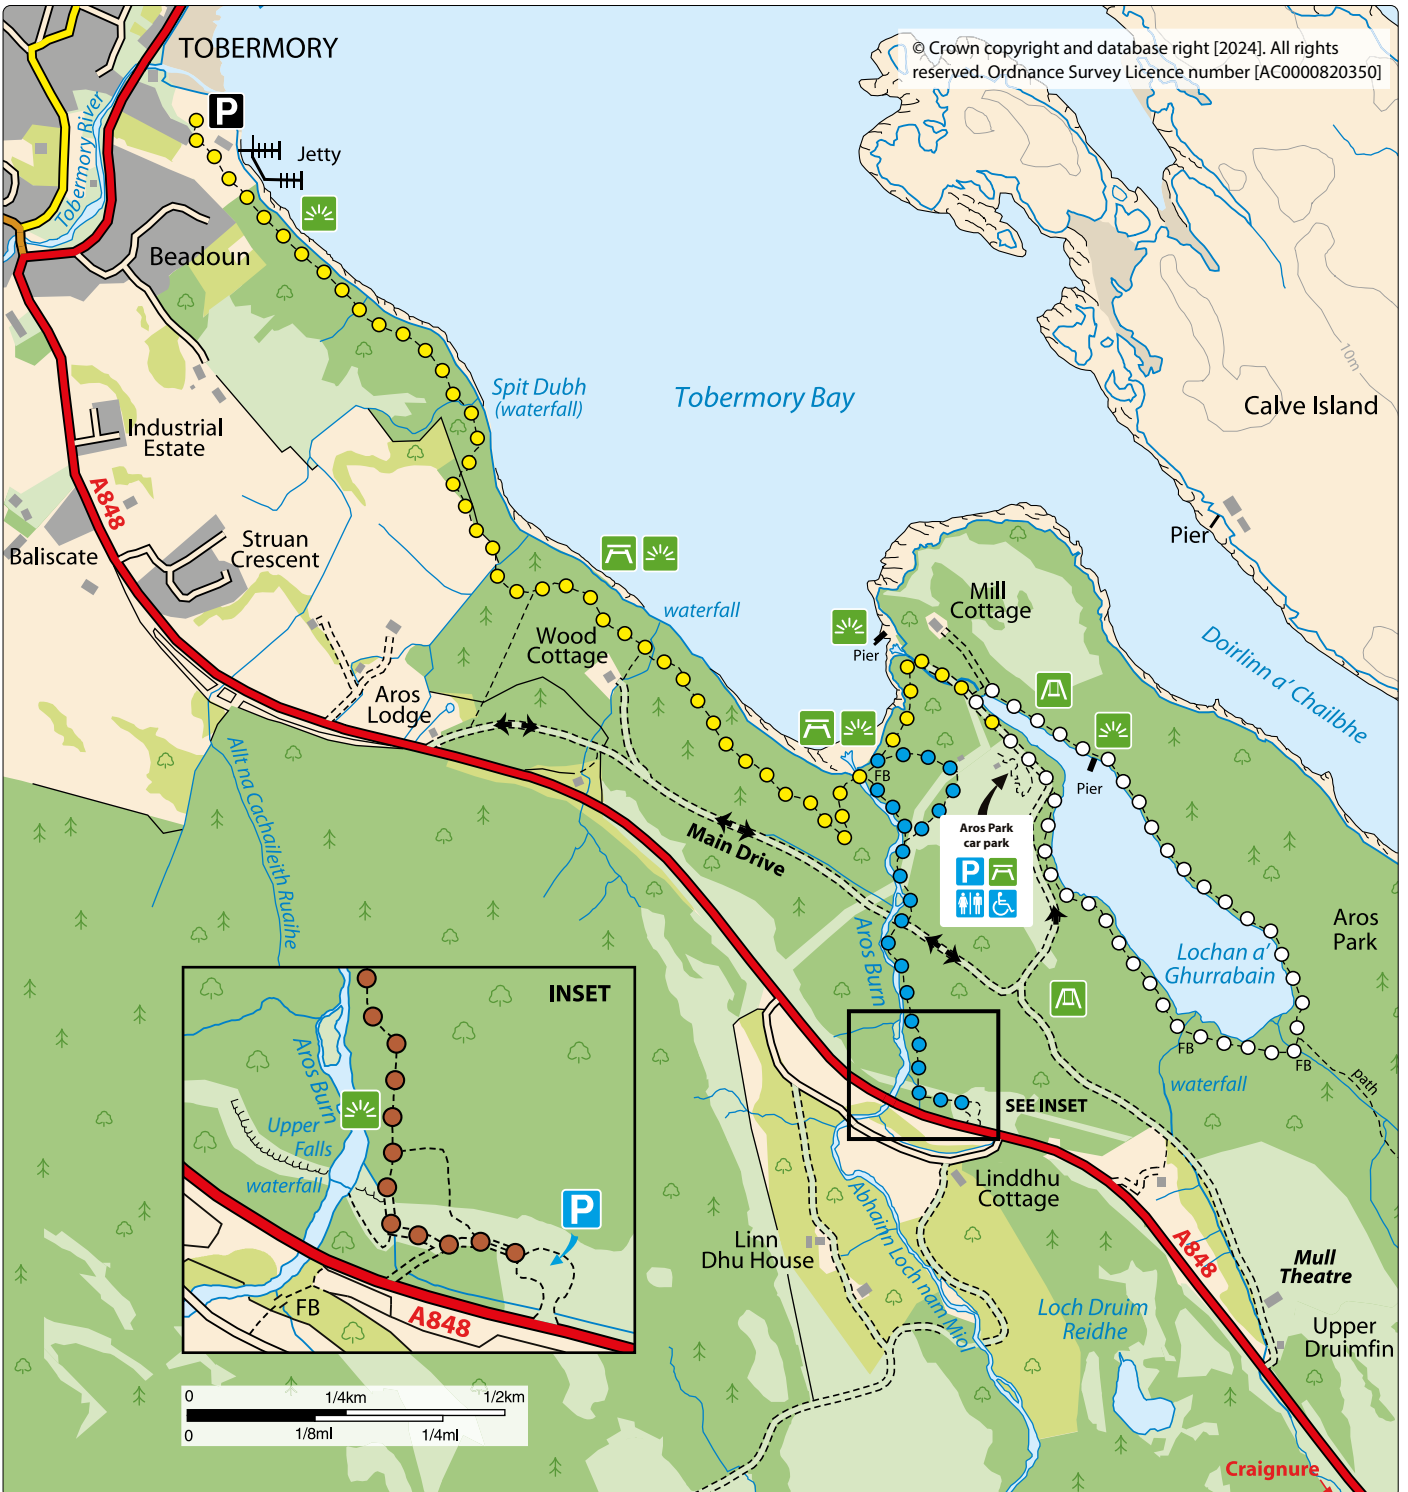 TOBERMORY
© Crown copyright and database right [2024]. All rights
reserved. Ordnance Survey Licence number [AC0000820350]
P
Tobermory River
Jetty
Beadoun
10m
Spit Dubh
(waterfall)
Tobermory Bay
Calve Island
Industrial
Estate
A848
Pier
Struan
Crescent
Baliscate
Mill
Cottage
waterfall
Wood
Cottage
Pier
Doirlinn a' Chailbhe
Aros
Lodge
Allt na Cachaileith Ruaihe
FB
Pier
Main Drive
Aros Park
car park
P
Aros Burn
Aros
Park
Lochan a'
Ghurrabain
INSET
Aros Burn
FB
FB
waterfall
path
SEE INSET
Upper
Falls
waterfall
P
FB
A848
Linddhu
Cottage
Abhainn Loch nam Miol
Linn
Dhu House
A848
Mull
Theatre
Loch Druim
Reidhe
Upper
Druimfin
0 1/4km 1/2km
0 1/8ml 1/4ml
Craignure